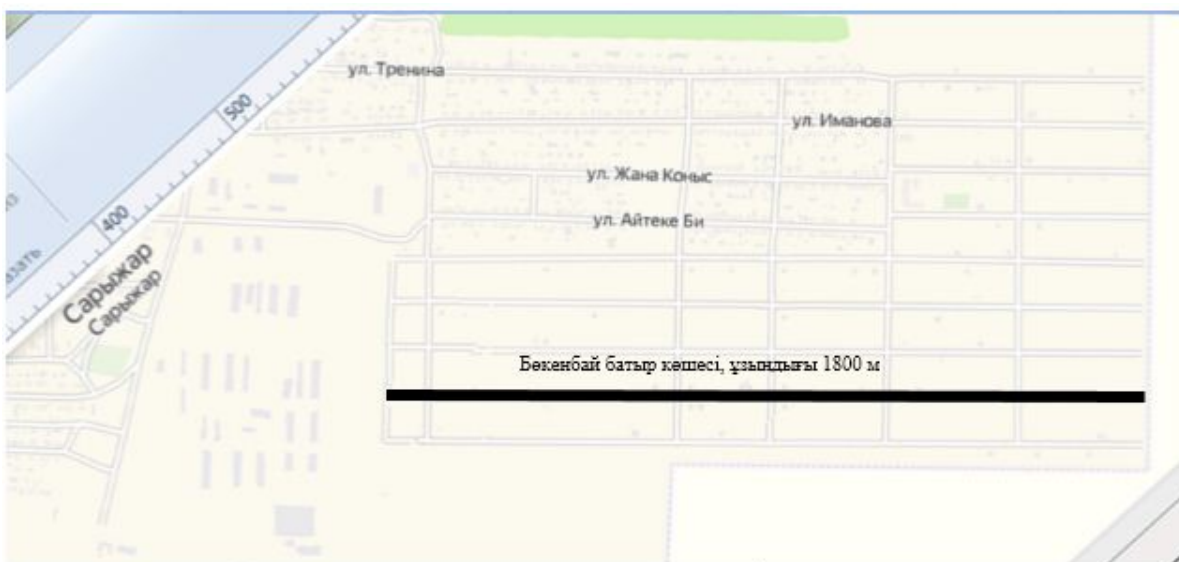 ул. Тренина
500
ул. Иманова
ул. Жана Коныс
400
ул. Айтеке Би
Сарыжар
Сарыжар
Бөкенбай батыр көшесі, ұзындығы 1800 м